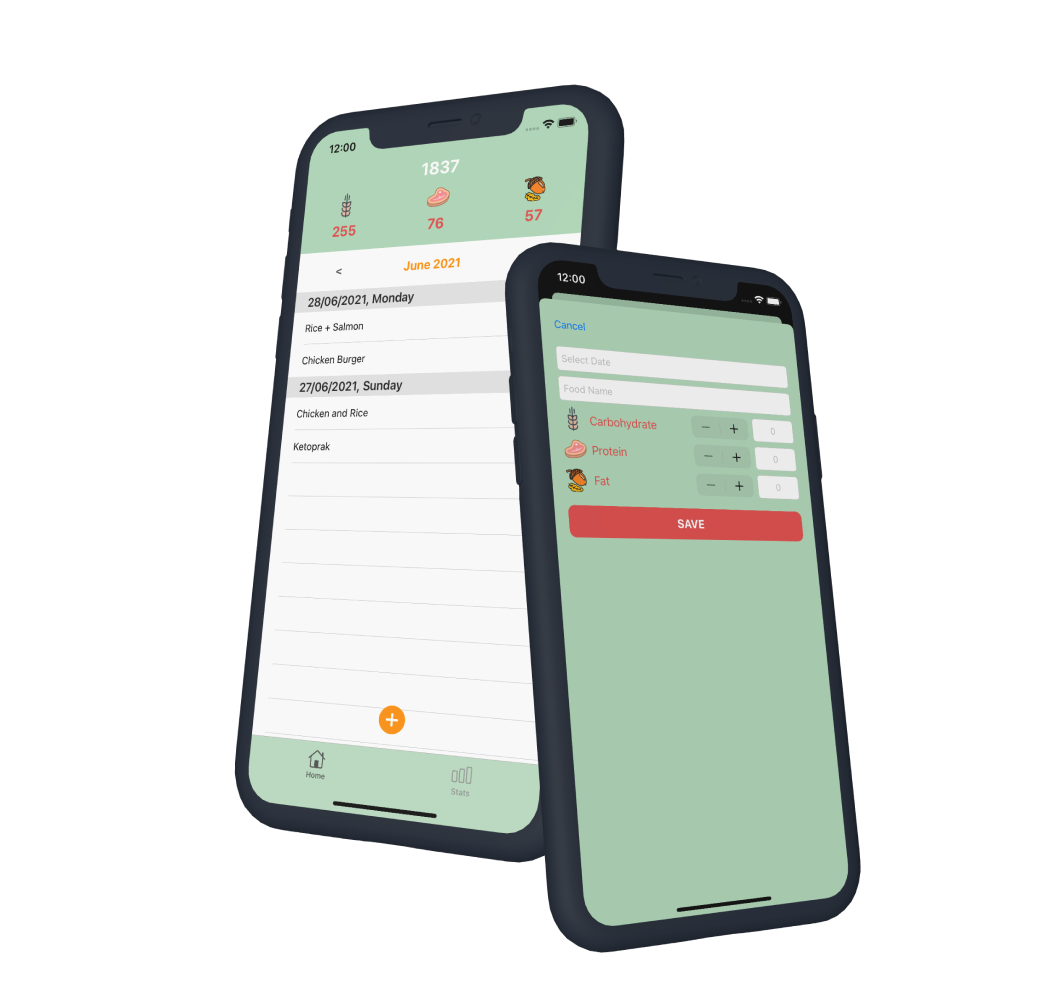 12:00
1837
255 76 57
< June 2021
28/06/2021, Monday
Rice + Salmon
Chicken Burger
27/06/2021, Sunday
Chicken and Rice
Ketoprak
+
Home
Stats
12:00
Cancel
Select Date
Food Name
Carbohydrate − + 0
Protein − + 0
Fat − + 0
SAVE